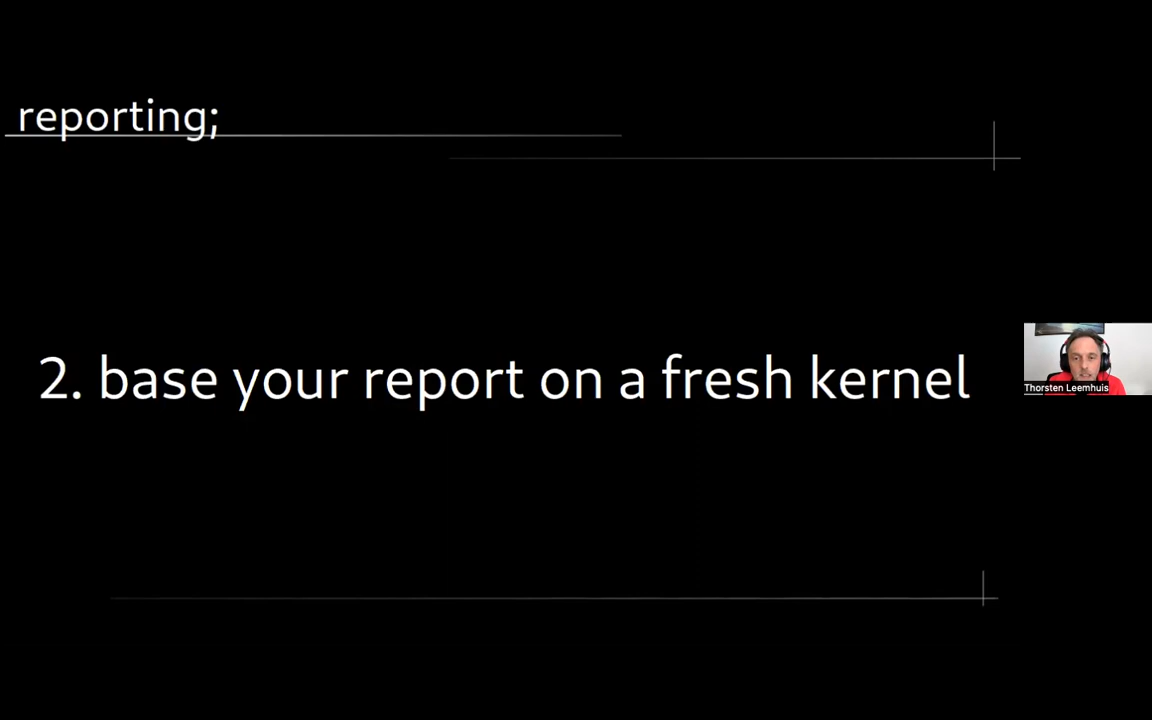 reporting;
2. base your report on a fresh kernel
Thorsten Leemhuis